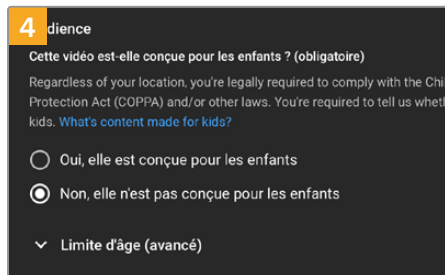 4 dience
Cette vidéo est-elle conçue pour les enfants ? (obligatoire)
Regardless of your location, you're legally required to comply with the Chi
Protection Act (COPPA) and/or other laws. You're required to tell us wheth
kids. What's content made for kids?
Oui, elle est conçue pour les enfants
Non, elle n'est pas conçue pour les enfants
Limite d'âge (avancé)